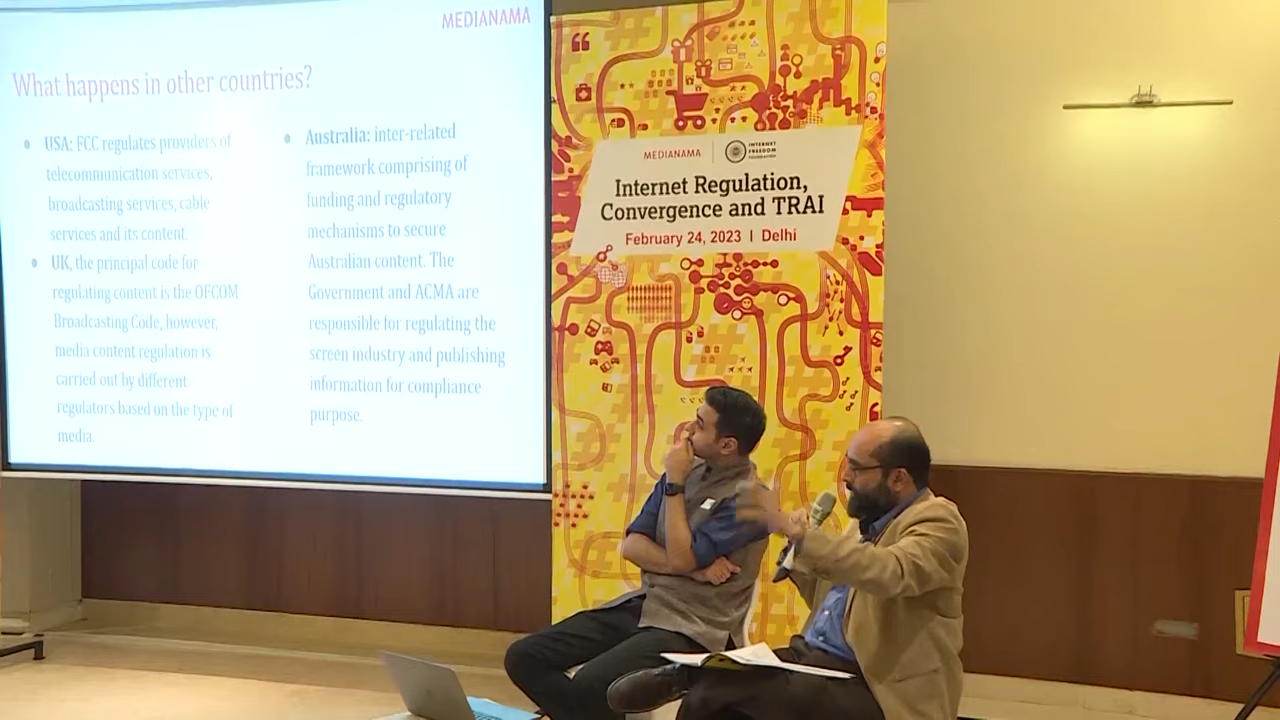 MEDIANAMA
What happens in other countries?
USA: FCC regulates providers of
telecommunication services,
broadcasting services, cable
services and its content.
UK, the principal code for
regulating content is the OFCOM
Broadcasting Code, however,
media content regulation is
carried out by different
regulators based on the type of
media.
Australia: inter-related
framework comprising of
funding and regulatory
mechanisms to secure
Australian content. The
Government and ACMA are
responsible for regulating the
screen industry and publishing
information for compliance
purpose.
MEDIANAMA
INTERNET
FREEDOM
FOUNDATION
Internet Regulation,
Convergence and TRAI
February 24, 2023 | Delhi